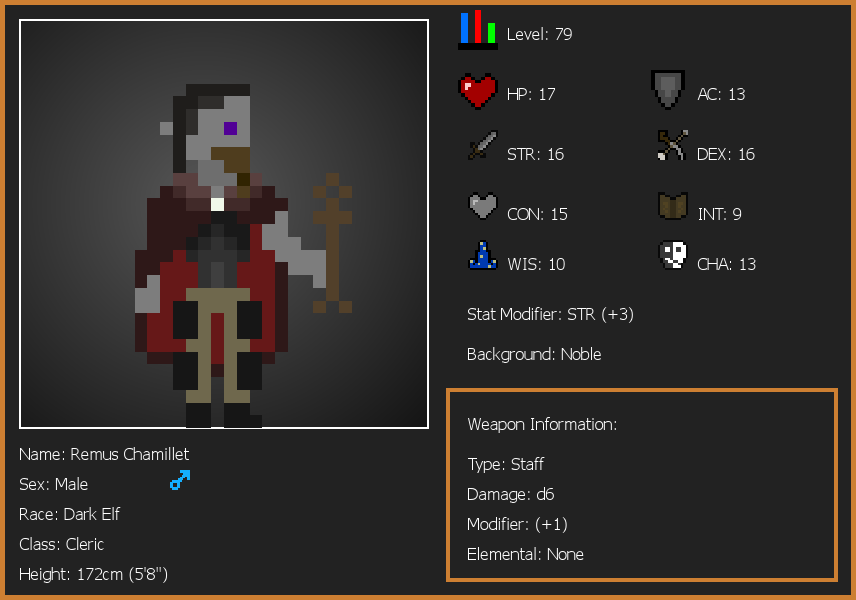 Level: 79
HP: 17
AC: 13
STR: 16
DEX: 16
CON: 15
INT: 9
WIS: 10
CHA: 13
Stat Modifier: STR (+3)
Background: Noble
Weapon Information:
Type: Staff
Damage: d6
Modifier: (+1)
Elemental: None
Name: Remus Chamillet
Sex: Male
Race: Dark Elf
Class: Cleric
Height: 172cm (5'8")